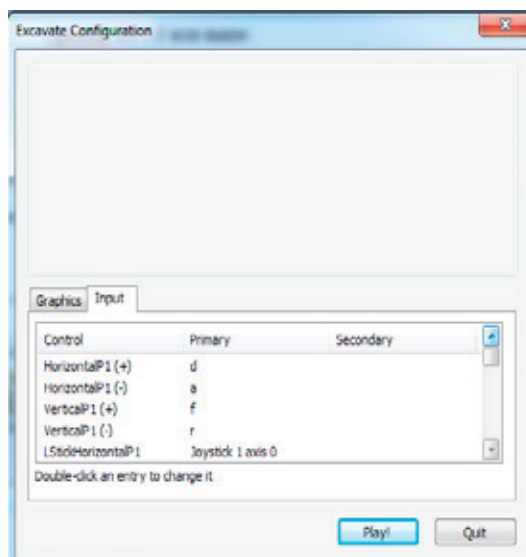 Excavate Configuration
Graphics Input
Control Primary Secondary
HorizontalP1 (+) d
HorizontalP1 (-) a
VerticalP1 (+) f
VerticalP1 (-) r
LStickHorizontalP1 Joystick 1 axis 0
Double-click an entry to change it
Play! Quit